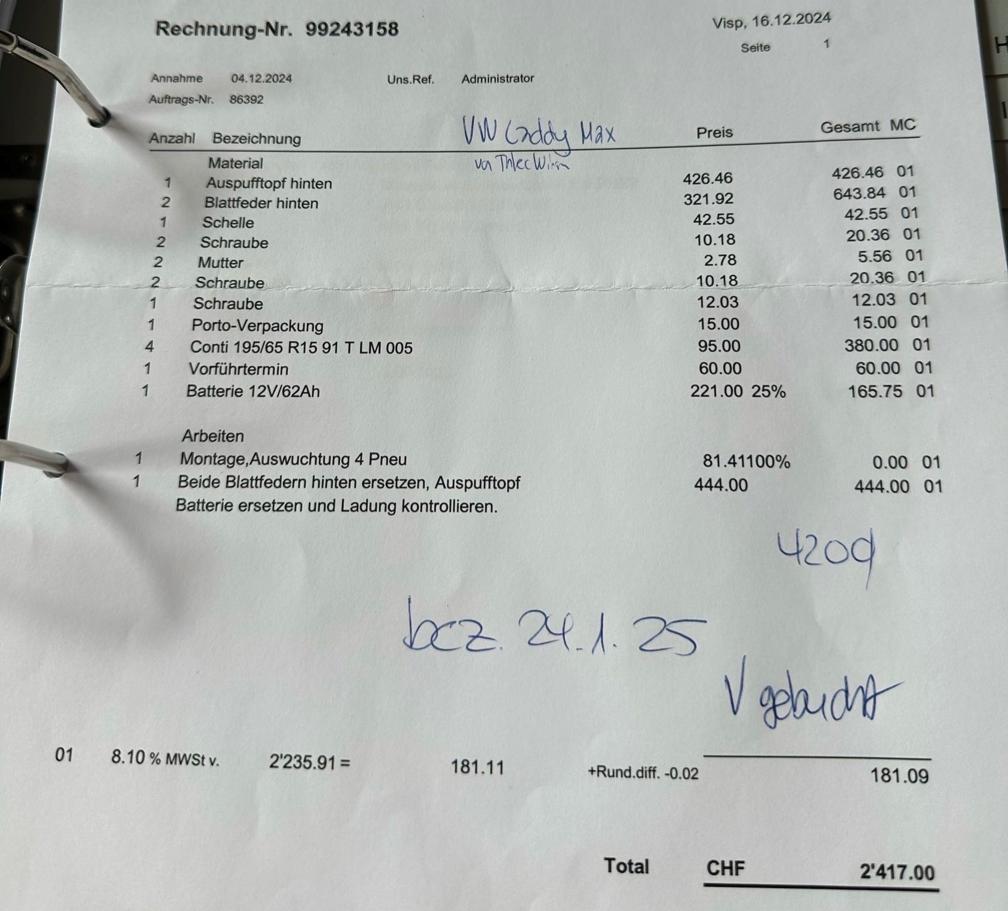 Rechnung-Nr. 99243158
Visp, 16.12.2024
Seite 1
Annahme 04.12.2024 Uns.Ref. Administrator
Auftrags-Nr. 86392
VW Caddy Max
von
Anzahl Bezeichnung Preis Gesamt MC
Material
1 Auspufftopf hinten 426.46 426.46 01
2 Blattfeder hinten 321.92 643.84 01
1 Schelle 42.55 42.55 01
2 Schraube 10.18 20.36 01
2 Mutter 2.78 5.56 01
2 Schraube 10.18 20.36 01
1 Schraube 12.03 12.03 01
1 Porto-Verpackung 15.00 15.00 01
4 Conti 195/65 R15 91 T LM 005 95.00 380.00 01
1 Vorführtermin 60.00 60.00 01
1 Batterie 12V/62Ah 221.00 25% 165.75 01
Arbeiten
1 Montage,Auswuchtung 4 Pneu 81.41100% 0.00 01
1 Beide Blattfedern hinten ersetzen, Auspufftopf 444.00 444.00 01
Batterie ersetzen und Ladung kontrollieren.
bez. 24.1.25
V gebucht
01 8.10 % MWSt v. 2'235.91 = 181.11 +Rund.diff. -0.02 181.09
Total CHF 2'417.00